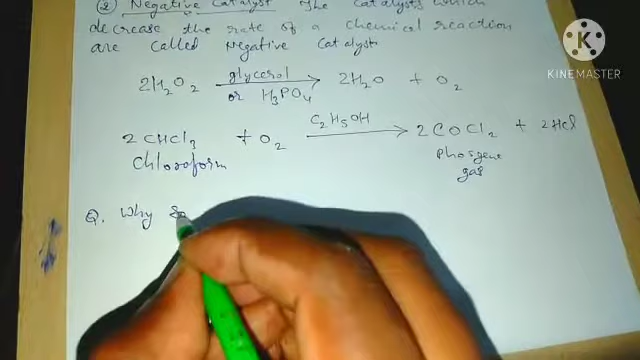 (2) Negative Catalyst The Catalysts which
decrease the rate of a chemical reaction
are called Negative Catalysts
2H2O2 glycerol or H3PO4 → 2H2O + O2
2CHCl3 + O2 C2H5OH → 2COCl2 + 2HCl
Chloroform Phosgene gas
Q. Why
KINEMASTER